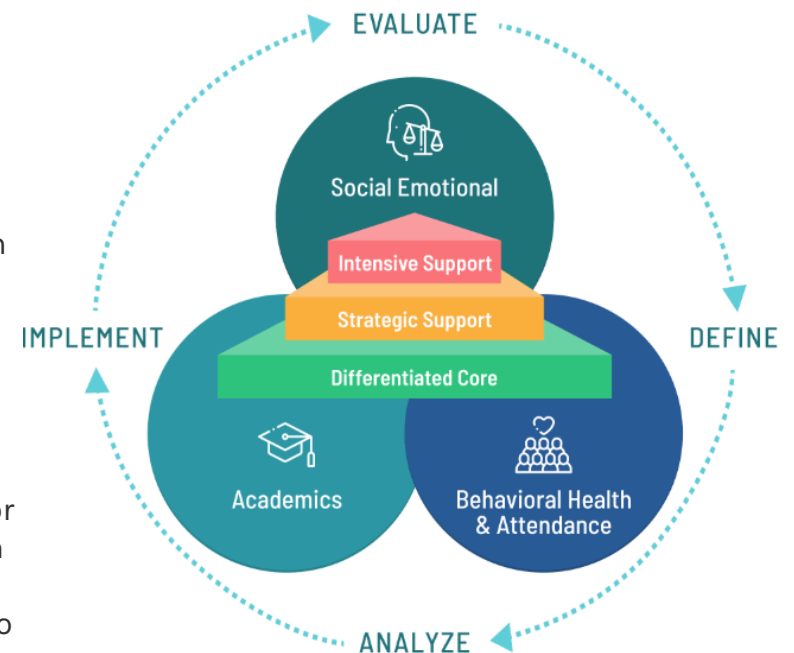 EVALUATE
Social Emotional
Intensive Support
Strategic Support
IMPLEMENT
DEFINE
Differentiated Core
Academics
Behavioral Health
& Attendance
ANALYZE